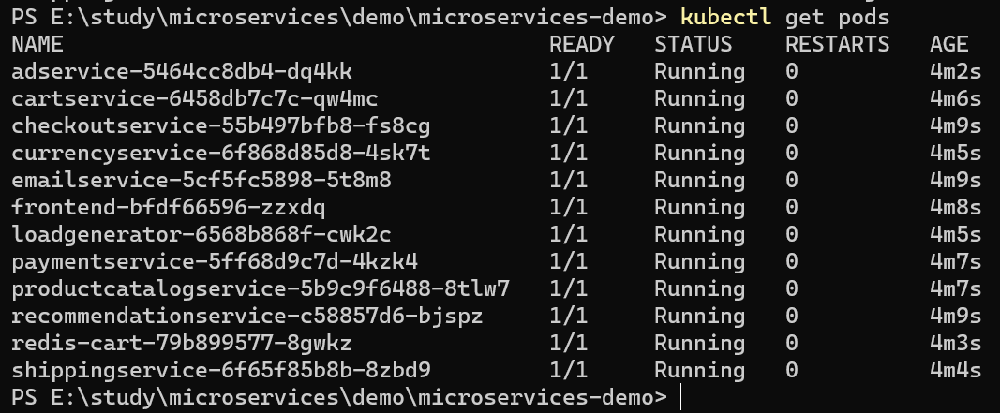 PS E:\study\microservices\demo\microservices-demo> kubectl get pods
NAME READY STATUS RESTARTS AGE
adservice-5464cc8db4-dq4kk 1/1 Running 0 4m2s
cartservice-6458db7c7c-qw4mc 1/1 Running 0 4m6s
checkoutservice-55b497bfb8-fs8cg 1/1 Running 0 4m9s
currencyservice-6f868d85d8-4sk7t 1/1 Running 0 4m5s
emailservice-5cf5fc5898-5t8m8 1/1 Running 0 4m9s
frontend-bfdf66596-zzxdq 1/1 Running 0 4m8s
loadgenerator-6568b868f-cwk2c 1/1 Running 0 4m5s
paymentservice-5ff68d9c7d-4kzk4 1/1 Running 0 4m7s
productcatalogservice-5b9c9f6488-8tlw7 1/1 Running 0 4m7s
recommendationservice-c58857d6-bjspz 1/1 Running 0 4m9s
redis-cart-79b899577-8gwkz 1/1 Running 0 4m3s
shippingservice-6f65f85b8b-8zbd9 1/1 Running 0 4m4s
PS E:\study\microservices\demo\microservices-demo>